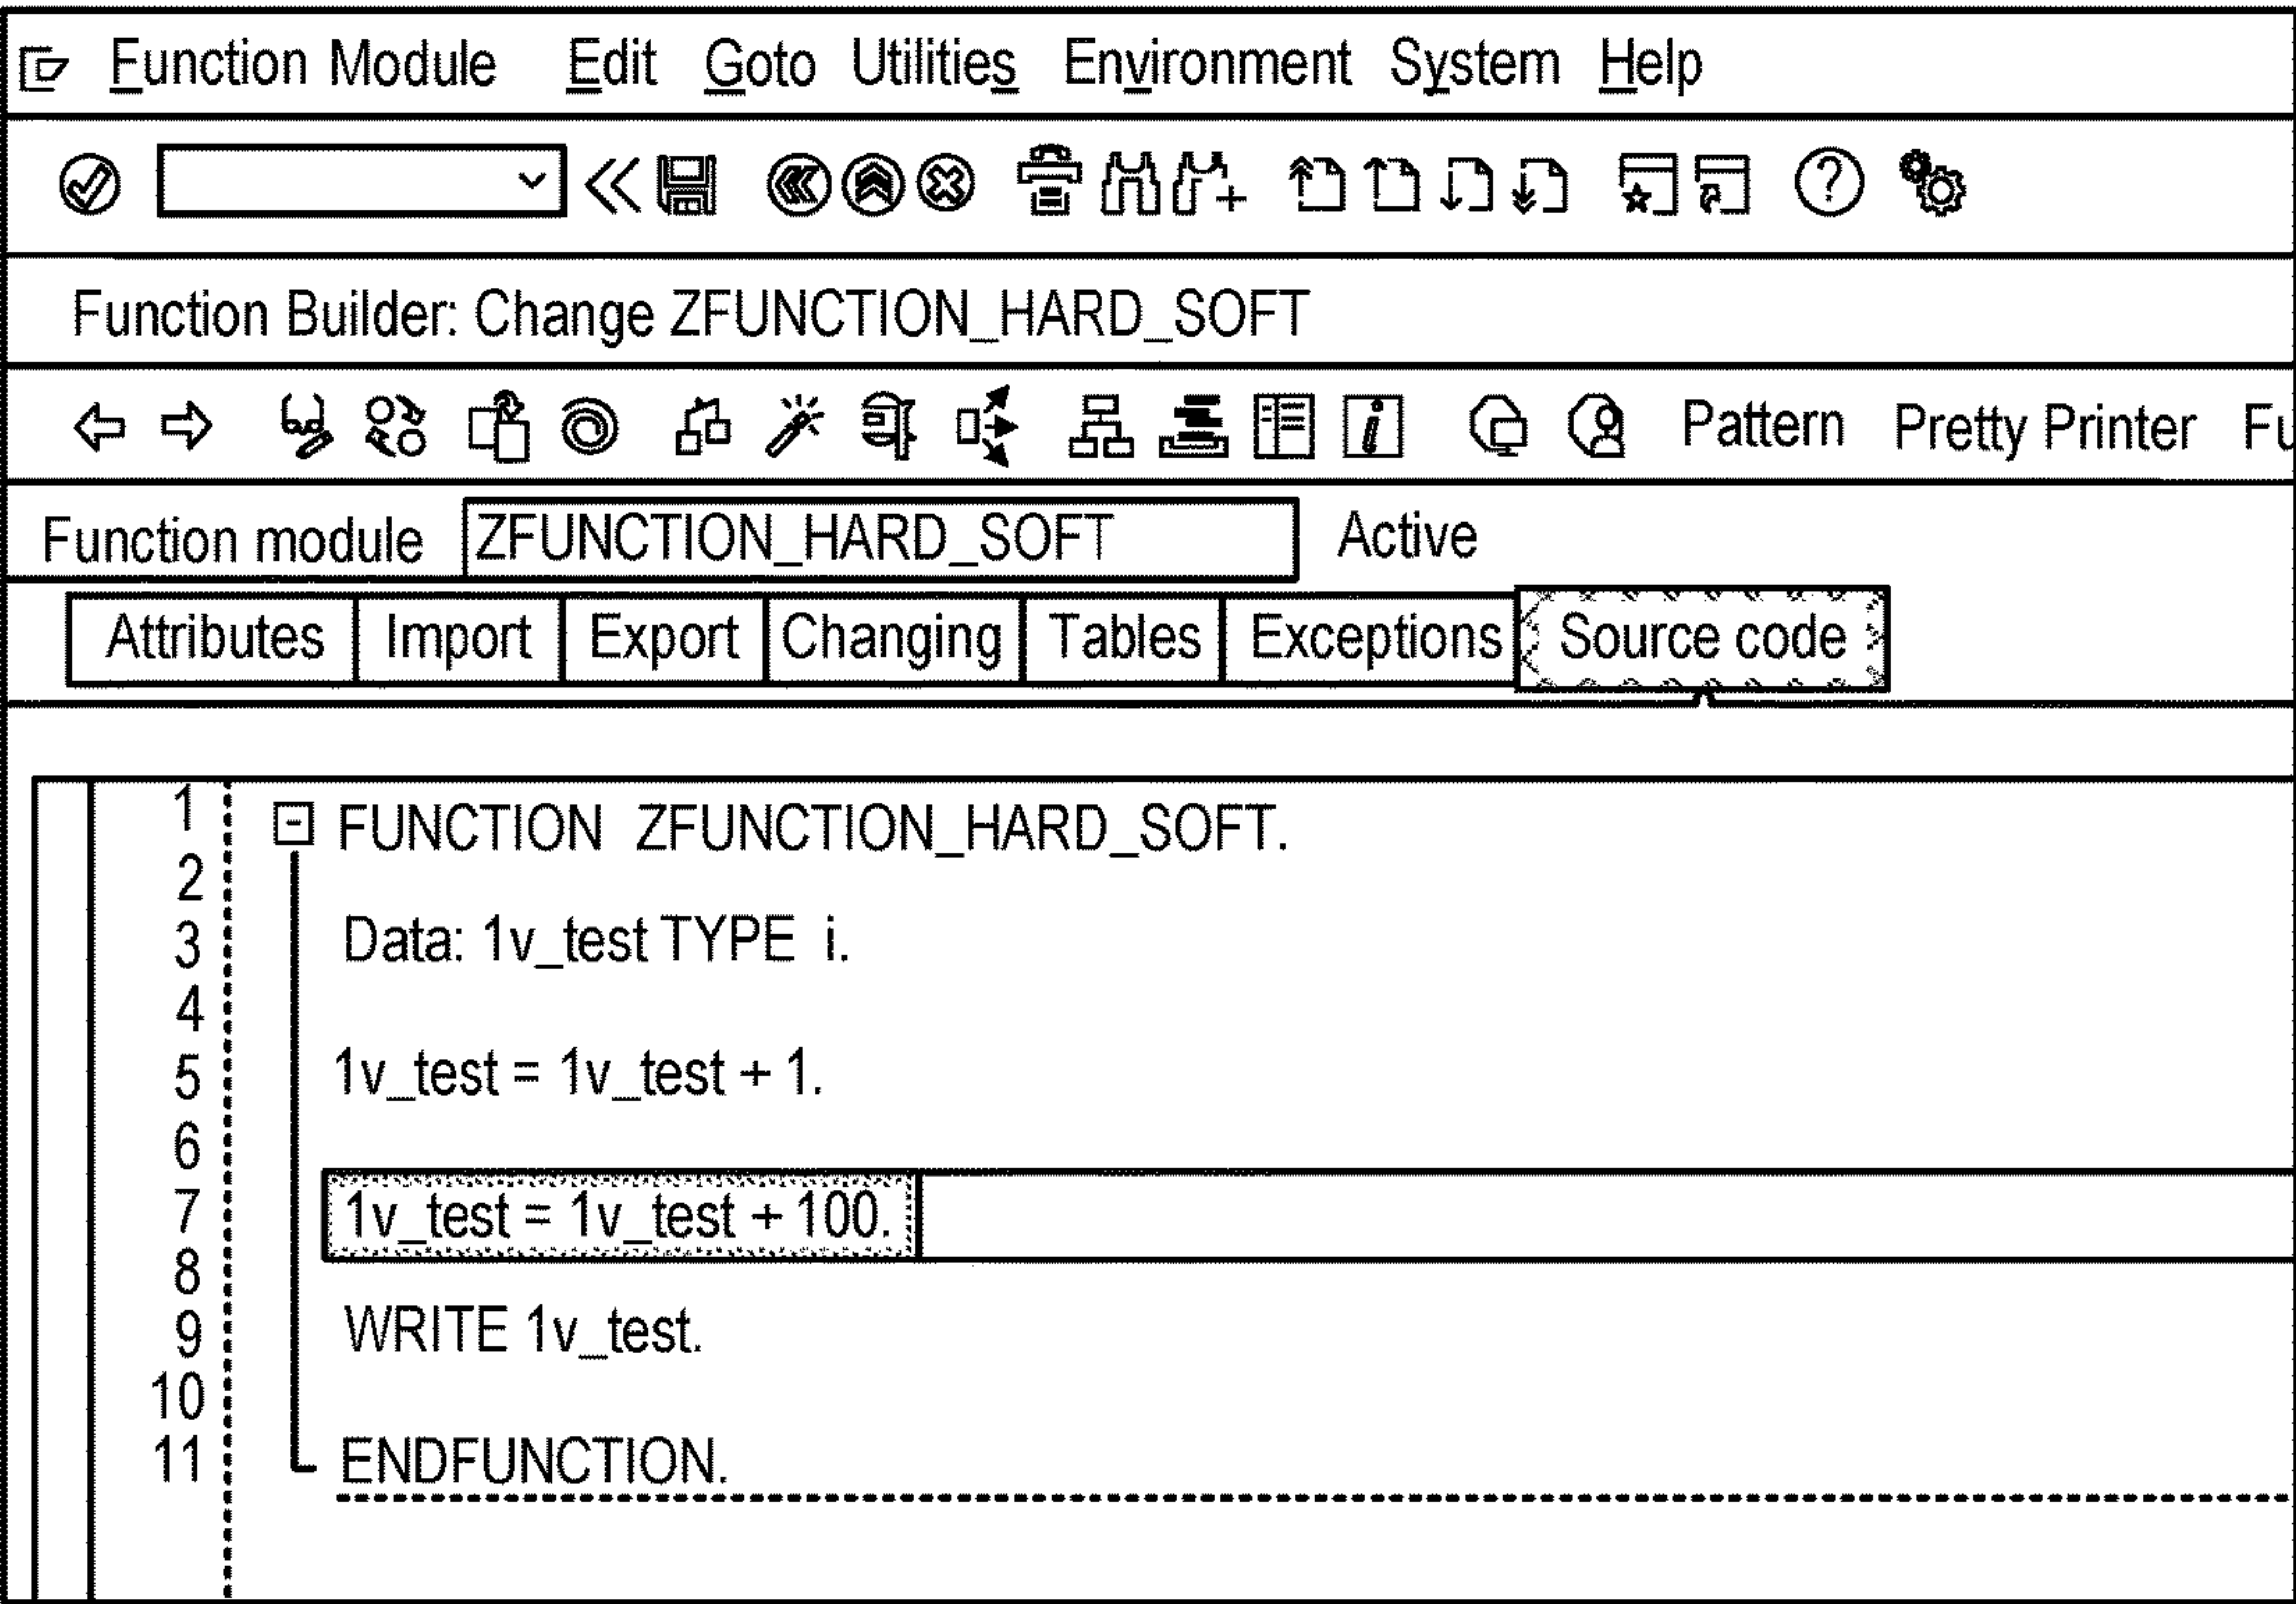 Function Module Edit Goto Utilities Environment System Help
Function Builder: Change ZFUNCTION_HARD_SOFT
Pattern Pretty Printer Fu
Function module ZFUNCTION_HARD_SOFT Active
Attributes Import Export Changing Tables Exceptions Source code
1 FUNCTION ZFUNCTION_HARD_SOFT.
2
3 Data: 1v_test TYPE i.
4
5 1v_test = 1v_test + 1.
6
7 1v_test = 1v_test + 100.
8
9 WRITE 1v_test.
10
11 ENDFUNCTION.